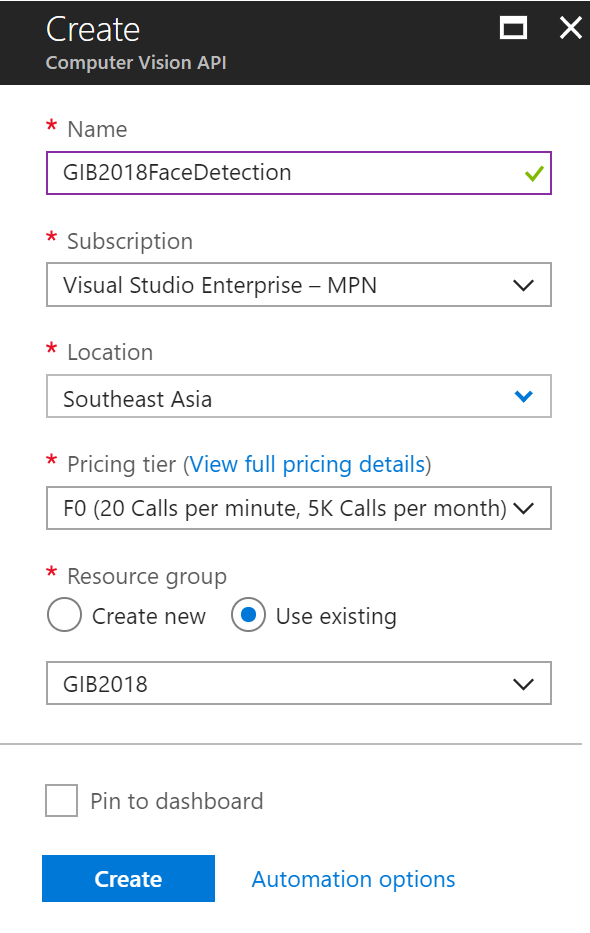 Create
Computer Vision API
* Name
GIB2018FaceDetection
* Subscription
Visual Studio Enterprise – MPN
* Location
Southeast Asia
* Pricing tier (View full pricing details)
F0 (20 Calls per minute, 5K Calls per month)
* Resource group
Create new Use existing
GIB2018
Pin to dashboard
Create Automation options